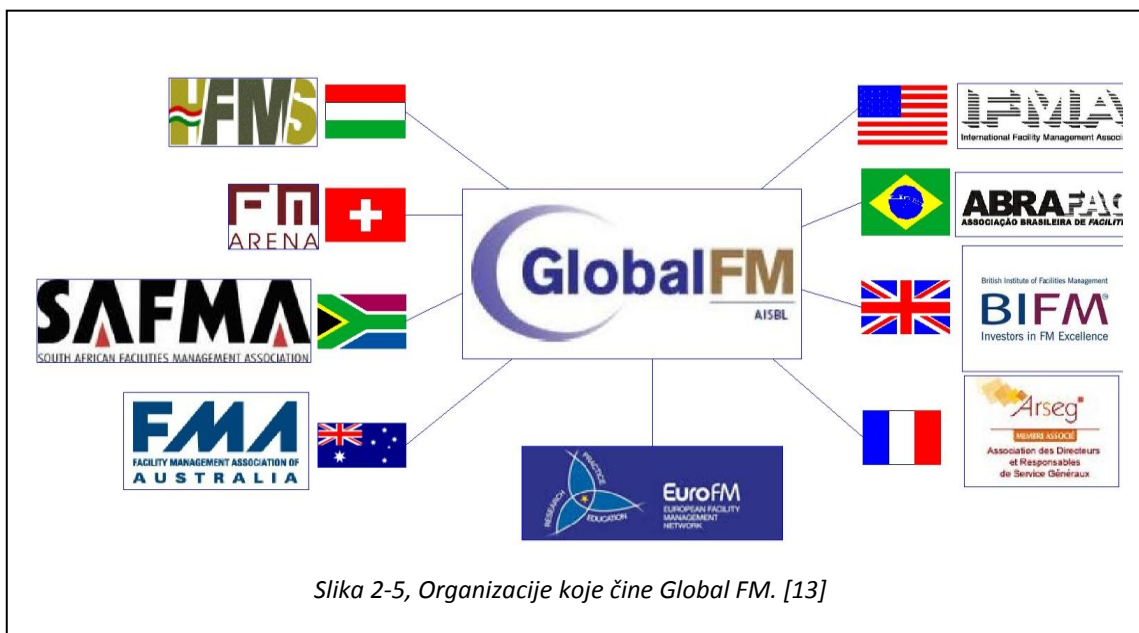 HFMS
FM
ARENA
SAFMA
SOUTH AFRICAN FACILITIES MANAGEMENT ASSOCIATION
FMA
FACILITY MANAGEMENT ASSOCIATION OF
AUSTRALIA
GlobalFM
AISBL
RESEARCH
PRACTICE
EDUCATION
EuroFM
EUROPEAN FACILITY
MANAGEMENT
NETWORK
IFMA
International Facility Management Associ
ABRAFAC
ASSOCIAÇÃO BRASILEIRA DE FACILITI
British Institute of Facilities Management
BIFM
Investors in FM Excellence
Arseg
MEMBRE ASSOCIÉ
Association des Directeurs
et Responsables
de Service Généraux
Slika 2-5, Organizacije koje čine Global FM. [13]